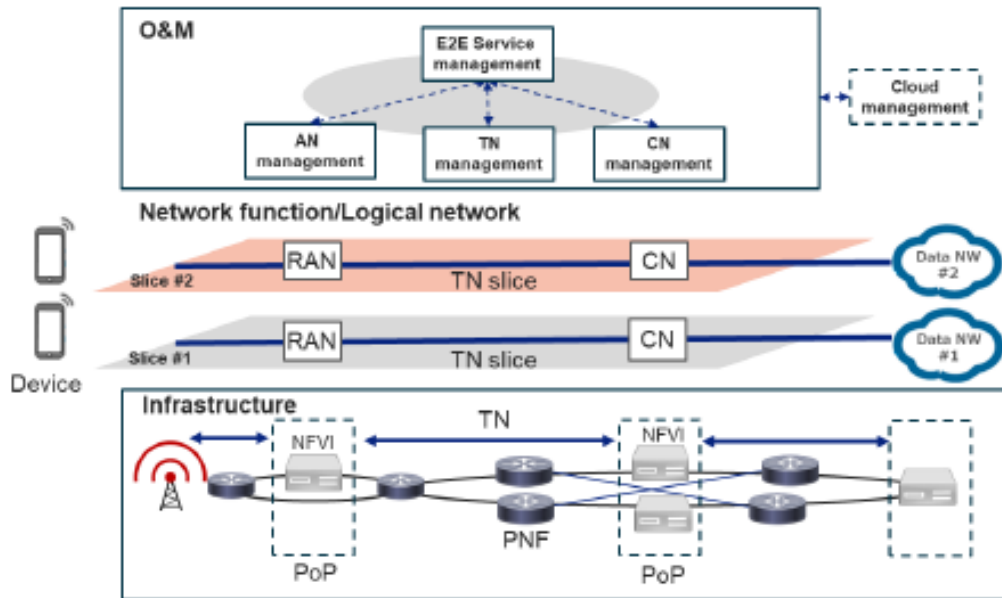 O&M
E2E Service
management
Cloud
management
AN
management
TN
management
CN
management
Network function/Logical network
RAN
CN
Data NW
#2
Slice #2
TN slice
RAN
CN
Data NW
#1
Slice #1
TN slice
Device
Infrastructure
TN
NFVI
NFVI
PNF
PoP
PoP